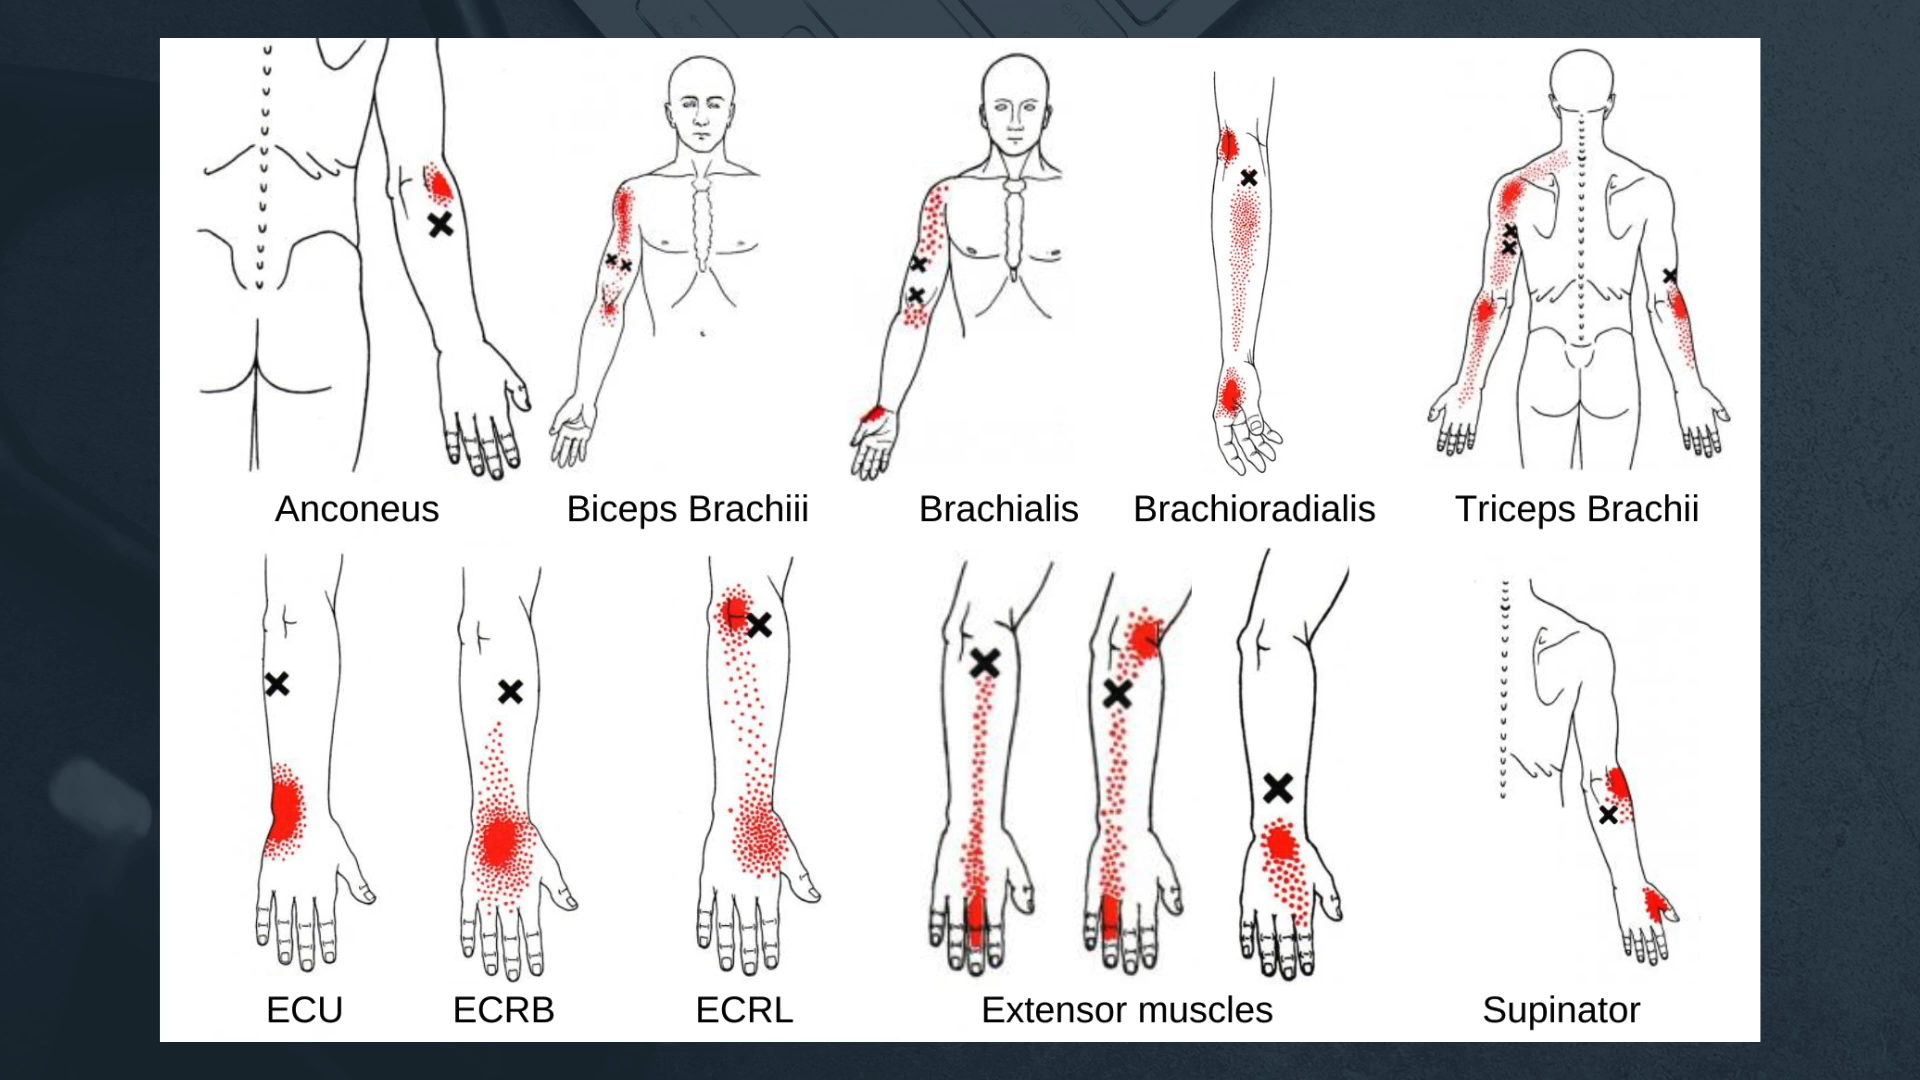 Anconeus
Biceps Brachiii
Brachialis
Brachioradialis
Triceps Brachii
ECU
ECRB
ECRL
Extensor muscles
Supinator